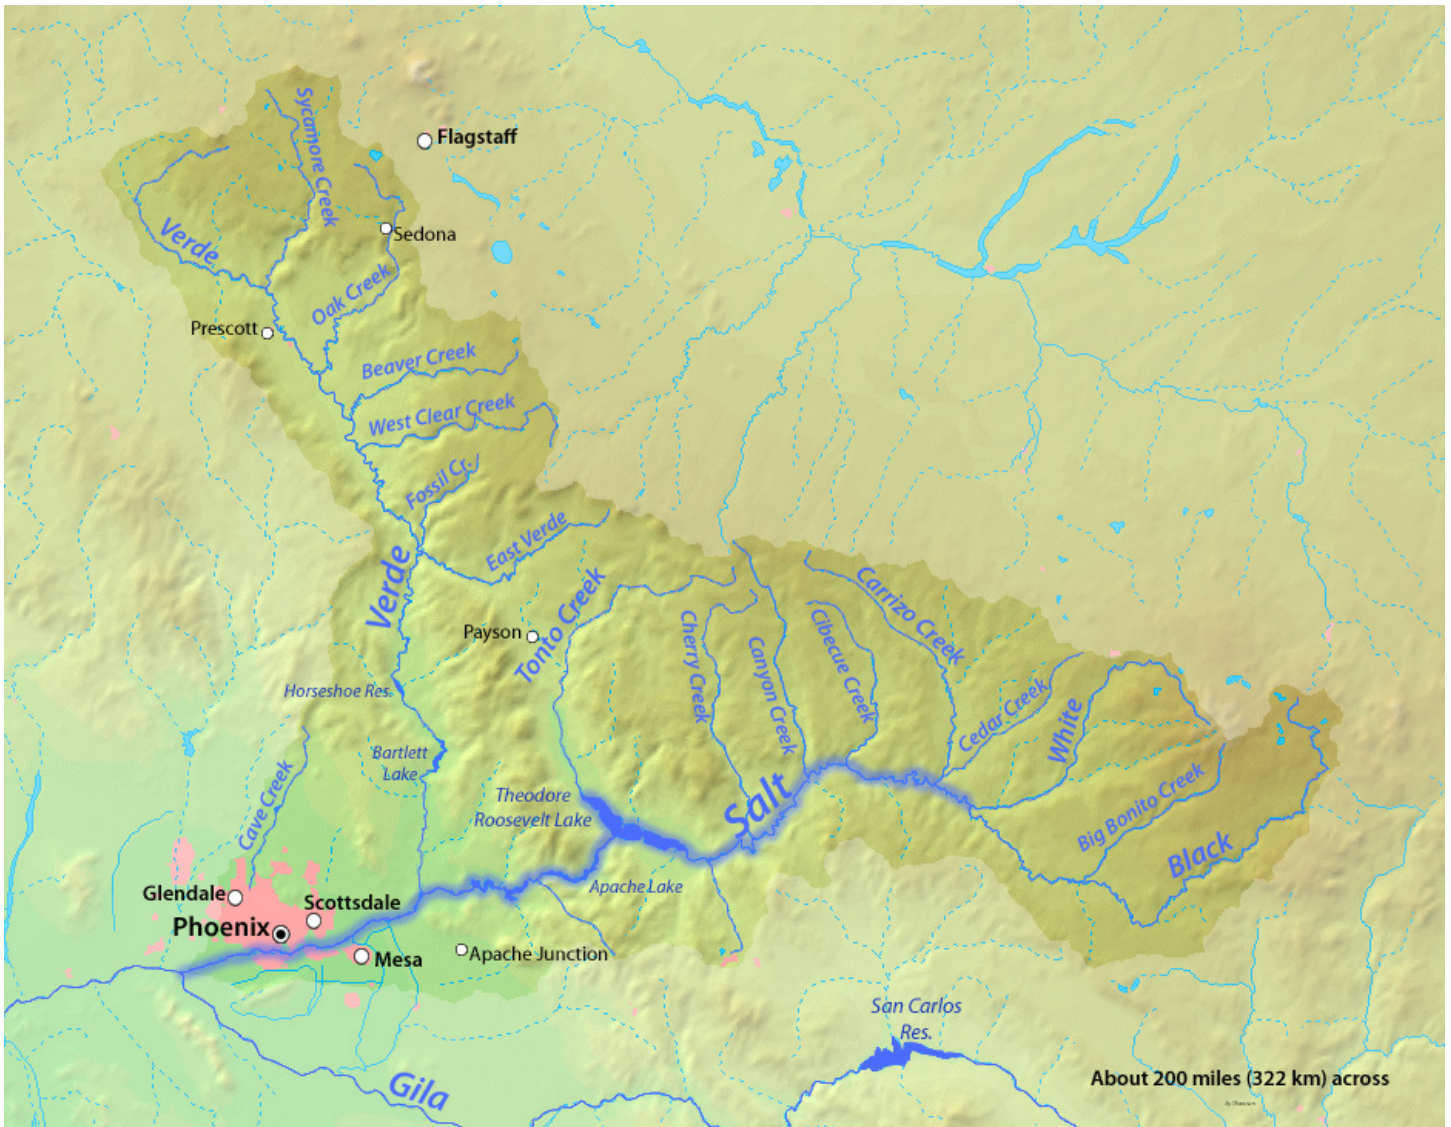 Sycamore Creek
Flagstaff
Verde
Sedona
Oak Creek
Prescott
Beaver Creek
West Clear Creek
Fossil Cr.
East Verde
Verde
Tonto Creek
Carrizo Creek
Payson
Cherry Creek
Canyon Creek
Cibecue Creek
Horseshoe Res.
Cedar Creek
White
Bartlett
Lake
Cave Creek
Theodore
Roosevelt Lake
Salt
Big Bonito Creek
Black
Apache Lake
Glendale
Scottsdale
Phoenix
Mesa
Apache Junction
San Carlos
Res.
Gila
About 200 miles (322 km) across